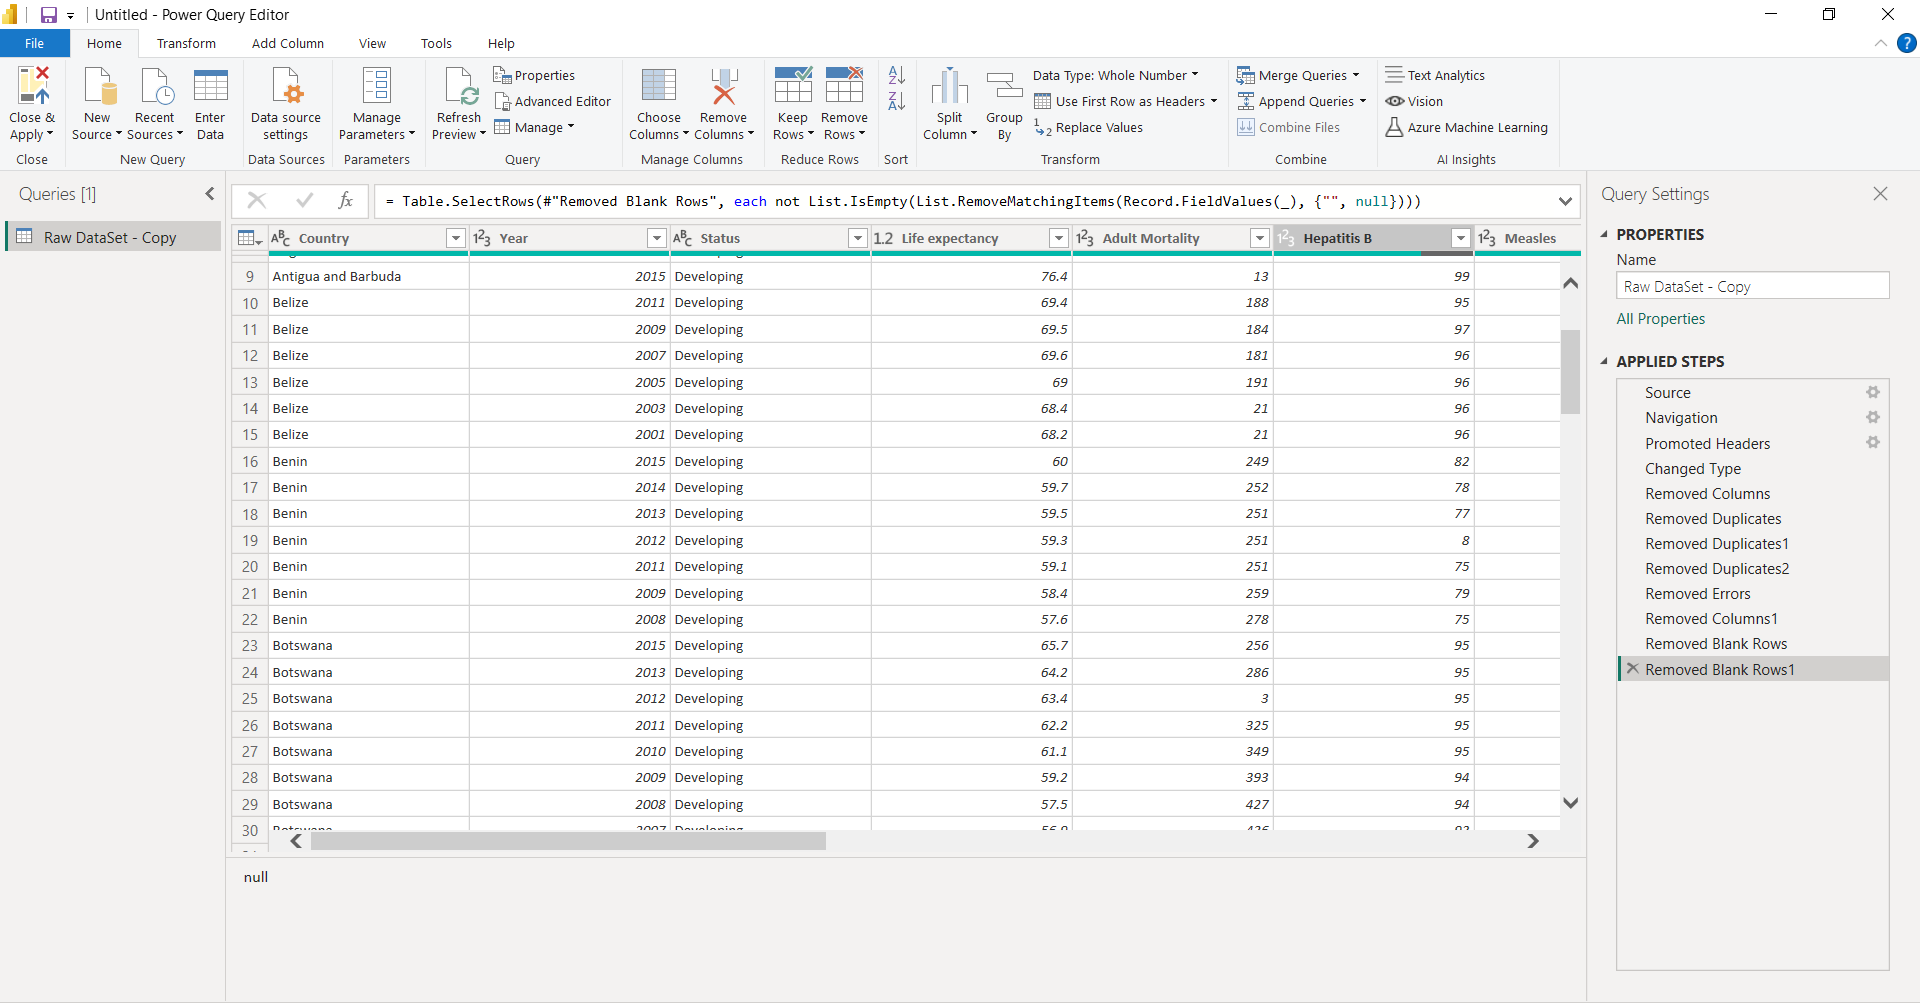 Untitled - Power Query Editor
File Home Transform Add Column View Tools Help
Close & Apply
Close
New Source
Recent Sources
Enter Data
New Query
Data source settings
Data Sources
Manage Parameters
Parameters
Refresh Preview
Properties
Advanced Editor
Manage
Query
Choose Columns
Remove Columns
Manage Columns
Keep Rows
Remove Rows
Reduce Rows
Sort
Split Column
Group By
Data Type: Whole Number
Use First Row as Headers
Replace Values
Transform
Merge Queries
Append Queries
Combine Files
Combine
Text Analytics
Vision
Azure Machine Learning
AI Insights
Queries [1]
Raw DataSet - Copy
= Table.SelectRows(#"Removed Blank Rows", each not List.IsEmpty(List.RemoveMatchingItems(Record.FieldValues(_), {"", null})))
Country Year Status Life expectancy Adult Mortality Hepatitis B Measles
9 Antigua and Barbuda 2015 Developing 76.4 13 99
10 Belize 2011 Developing 69.4 188 95
11 Belize 2009 Developing 69.5 184 97
12 Belize 2007 Developing 69.6 181 96
13 Belize 2005 Developing 69 191 96
14 Belize 2003 Developing 68.4 21 96
15 Belize 2001 Developing 68.2 21 96
16 Benin 2015 Developing 60 249 82
17 Benin 2014 Developing 59.7 252 78
18 Benin 2013 Developing 59.5 251 77
19 Benin 2012 Developing 59.3 251 8
20 Benin 2011 Developing 59.1 251 75
21 Benin 2009 Developing 58.4 259 79
22 Benin 2008 Developing 57.6 278 75
23 Botswana 2015 Developing 65.7 256 95
24 Botswana 2013 Developing 64.2 286 95
25 Botswana 2012 Developing 63.4 3 95
26 Botswana 2011 Developing 62.2 325 95
27 Botswana 2010 Developing 61.1 349 95
28 Botswana 2009 Developing 59.2 393 94
29 Botswana 2008 Developing 57.5 427 94
30
null
Query Settings
PROPERTIES
Name
Raw DataSet - Copy
All Properties
APPLIED STEPS
Source
Navigation
Promoted Headers
Changed Type
Removed Columns
Removed Duplicates
Removed Duplicates1
Removed Duplicates2
Removed Errors
Removed Columns1
Removed Blank Rows
Removed Blank Rows1